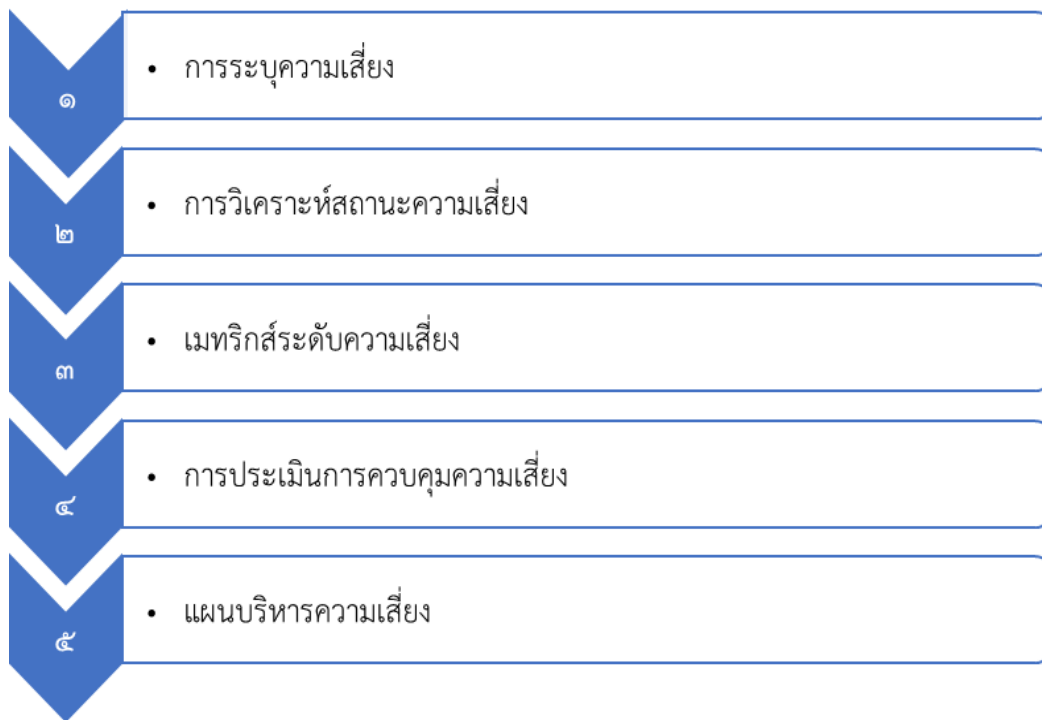 ๑
• การระบุความเสี่ยง
๒
• การวิเคราะห์สถานะความเสี่ยง
๓
• เมทริกส์ระดับความเสี่ยง
๔
• การประเมินการควบคุมความเสี่ยง
๕
• แผนบริหารความเสี่ยง